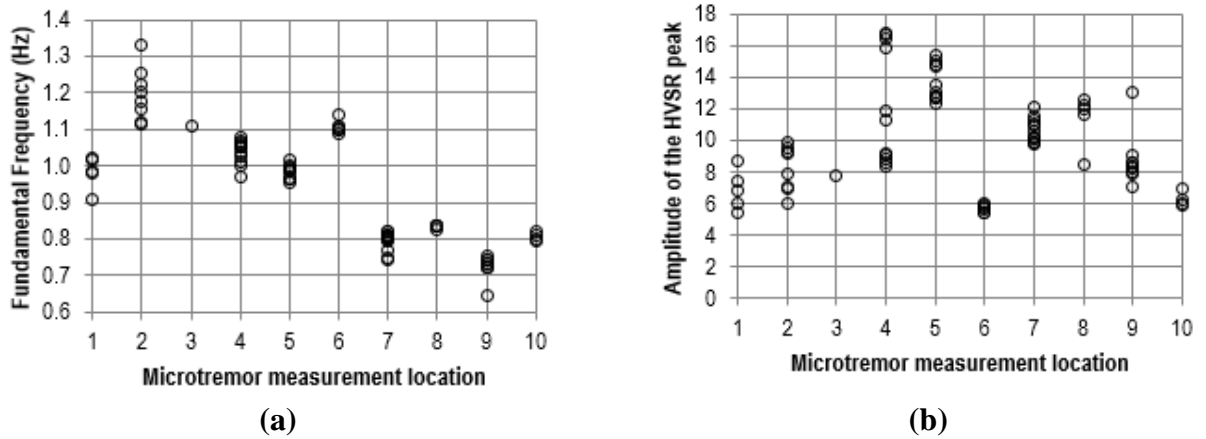 Fundamental Frequency (Hz)
1.4
1.3
1.2
1.1
1.0
0.9
0.8
0.7
0.6
1 2 3 4 5 6 7 8 9 10
Microtremor measurement location
(a)
Amplitude of the HVSR peak
18
16
14
12
10
8
6
4
2
0
1 2 3 4 5 6 7 8 9 10
Microtremor measurement location
(b)